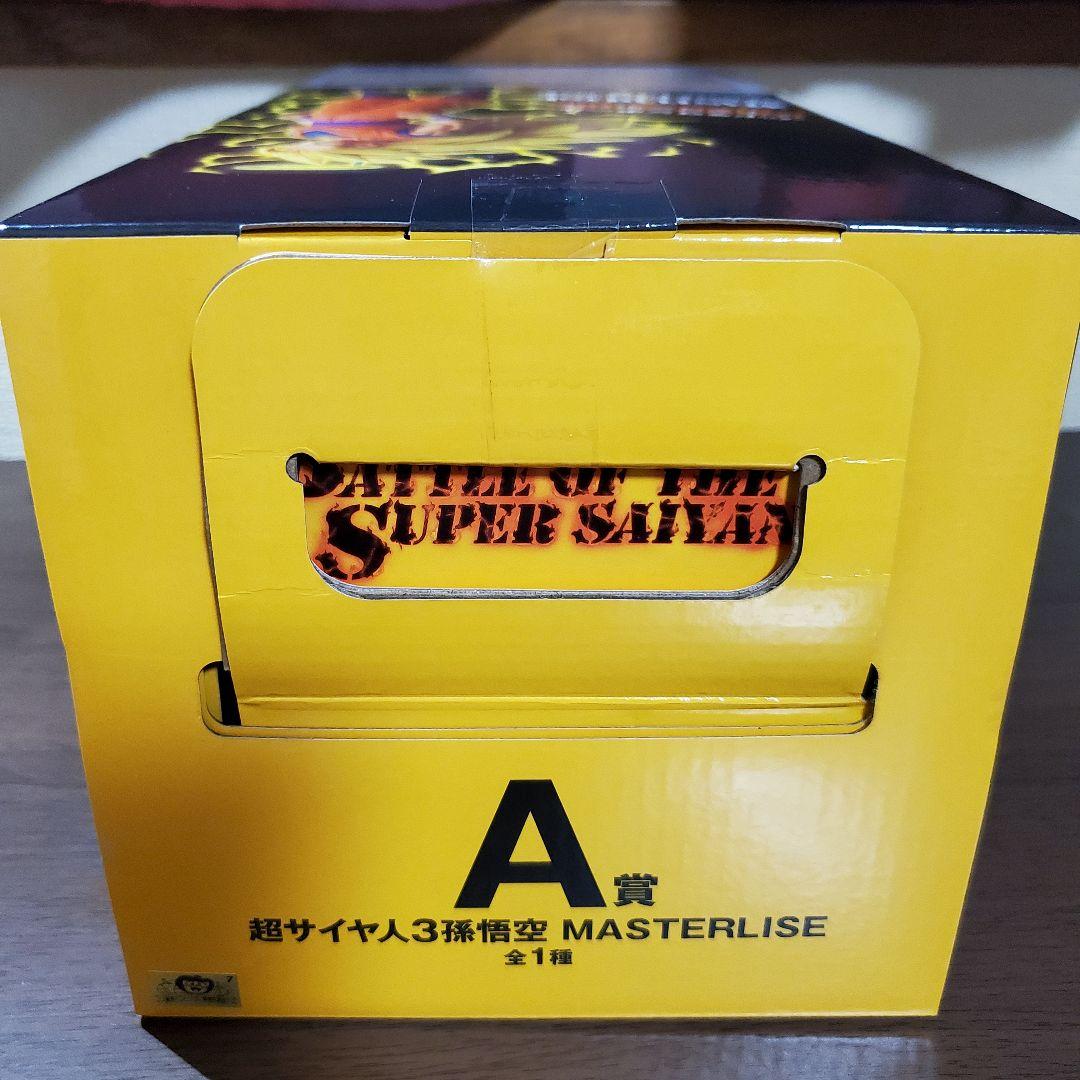 BATTLE OF THE
SUPER SAIYAN
A賞
超サイヤ人3孫悟空 MASTERLISE
全1種
7